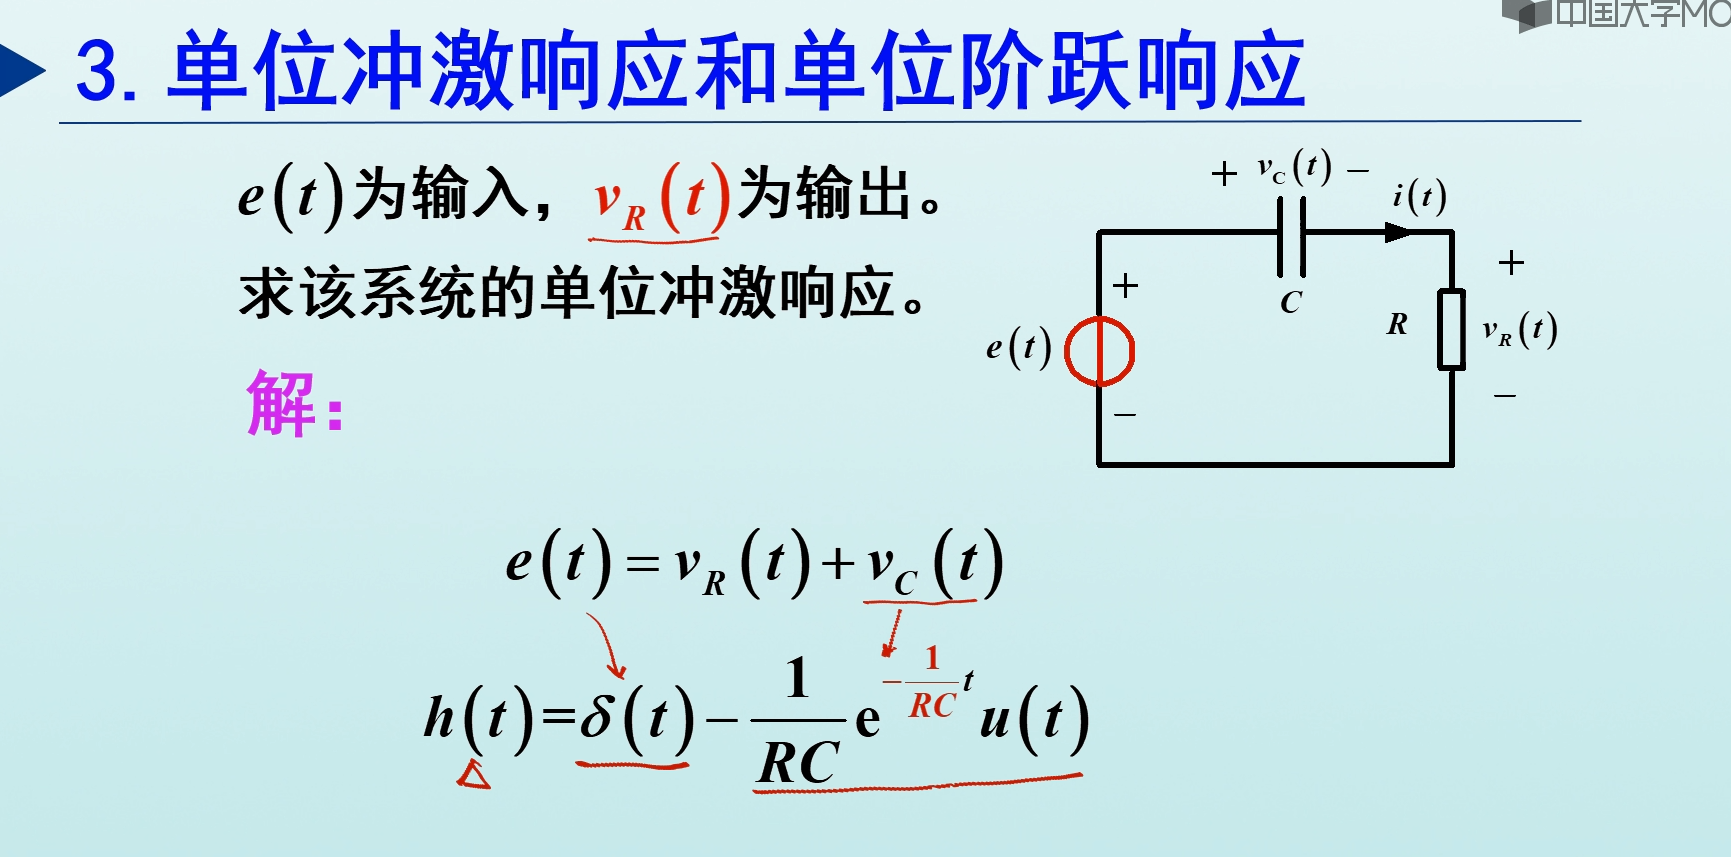 中国大学MO
3. 单位冲激响应和单位阶跃响应
e(t)为输入，v_R(t)为输出。
求该系统的单位冲激响应。
解：
+ v_C(t) −
i(t)
+
C
e(t)
−
R
+
v_R(t)
−
e(t) = v_R(t) + v_C(t)
h(t)=δ(t) − \frac{1}{RC} e^{-\frac{1}{RC}t} u(t)